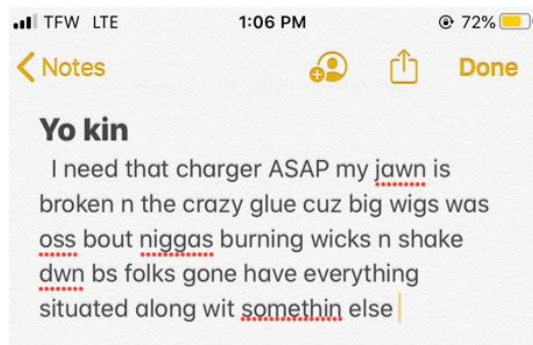 TFW LTE 1:06 PM 72%
Notes Done
Yo kin
I need that charger ASAP my jawn is
broken n the crazy glue cuz big wigs was
oss bout niggas burning wicks n shake
dwn bs folks gone have everything
situated along wit somethin else